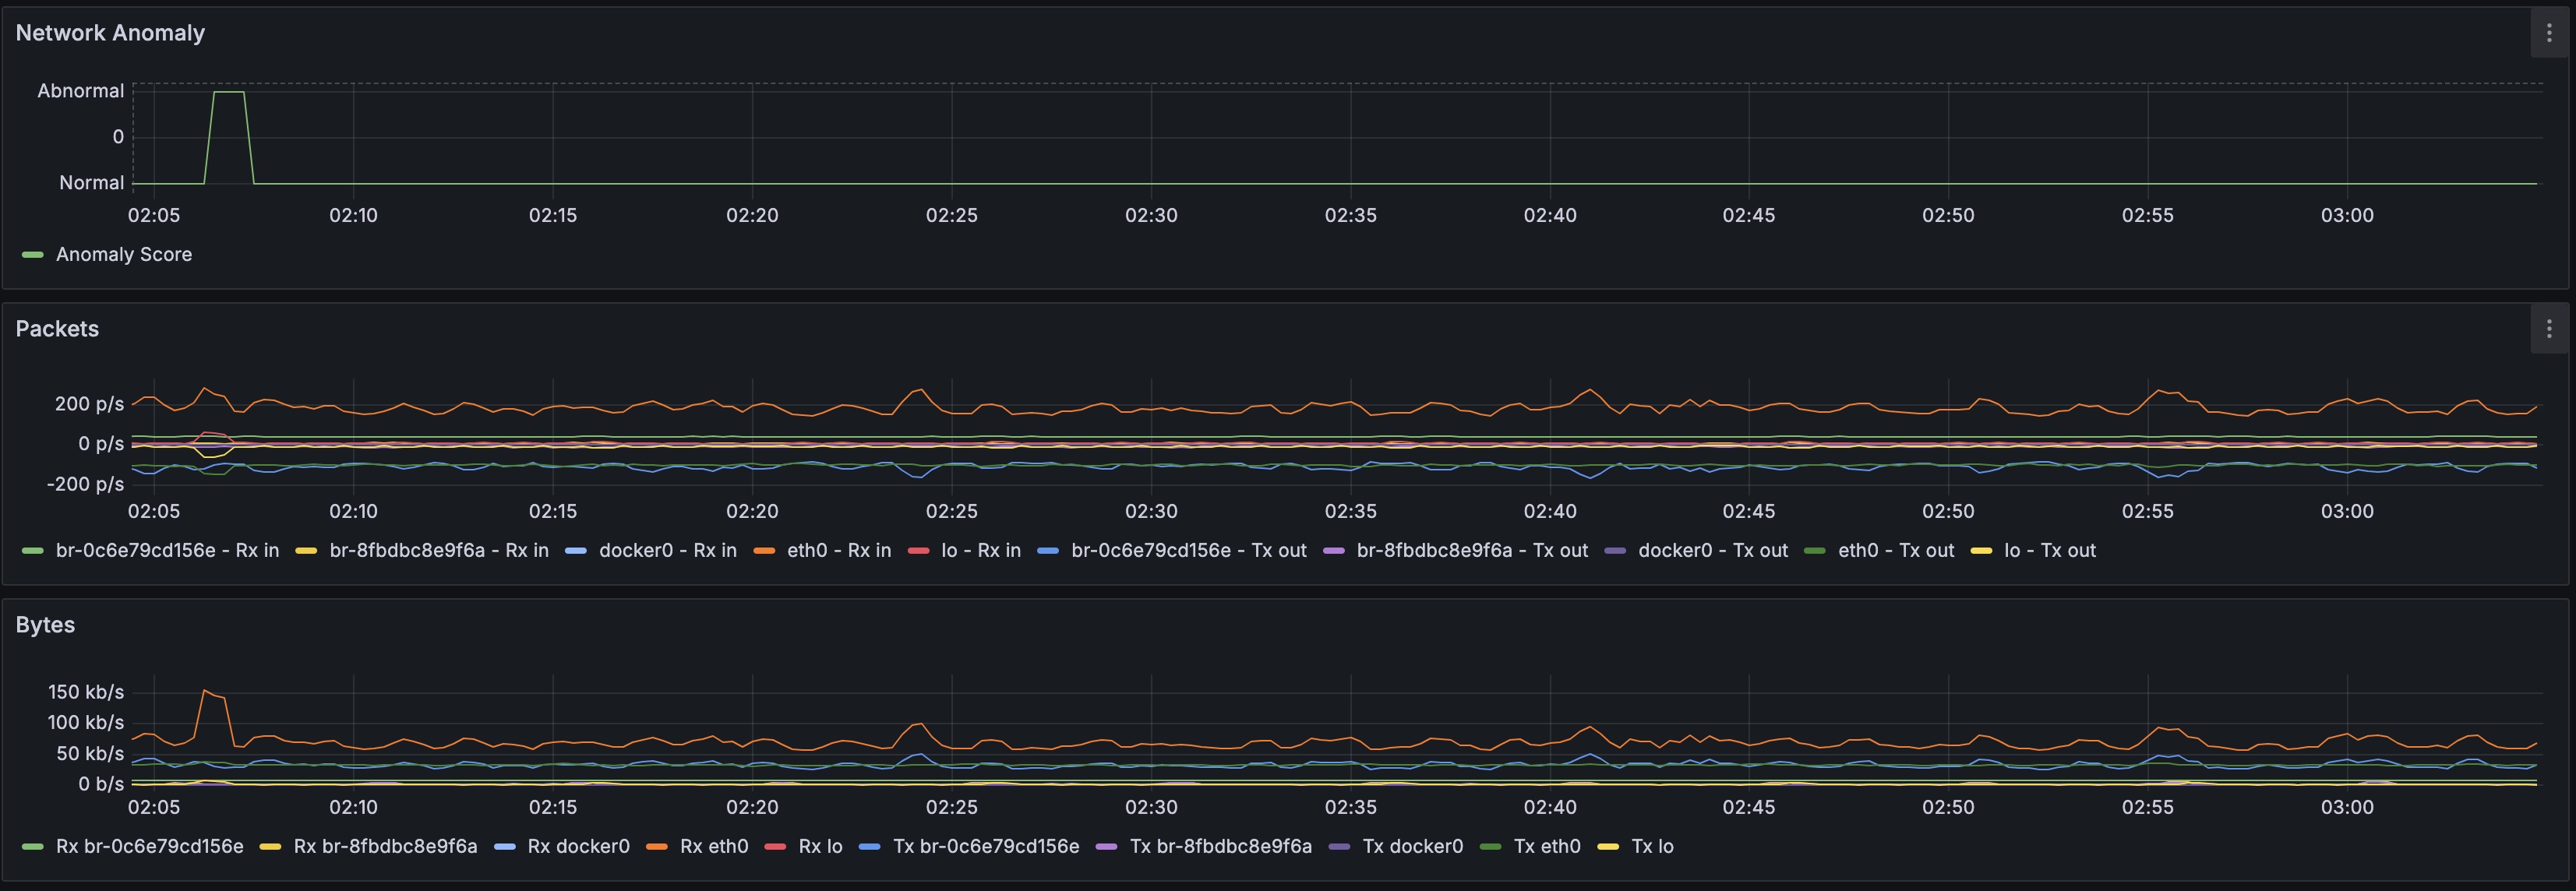 Network Anomaly
Abnormal
0
Normal
02:05 02:10 02:15 02:20 02:25 02:30 02:35 02:40 02:45 02:50 02:55 03:00
Anomaly Score
Packets
200 p/s
0 p/s
-200 p/s
02:05 02:10 02:15 02:20 02:25 02:30 02:35 02:40 02:45 02:50 02:55 03:00
br-0c6e79cd156e - Rx in br-8fbdbc8e9f6a - Rx in docker0 - Rx in eth0 - Rx in lo - Rx in br-0c6e79cd156e - Tx out br-8fbdbc8e9f6a - Tx out docker0 - Tx out eth0 - Tx out lo - Tx out
Bytes
150 kb/s
100 kb/s
50 kb/s
0 b/s
02:05 02:10 02:15 02:20 02:25 02:30 02:35 02:40 02:45 02:50 02:55 03:00
Rx br-0c6e79cd156e Rx br-8fbdbc8e9f6a Rx docker0 Rx eth0 Rx lo Tx br-0c6e79cd156e Tx br-8fbdbc8e9f6a Tx docker0 Tx eth0 Tx lo